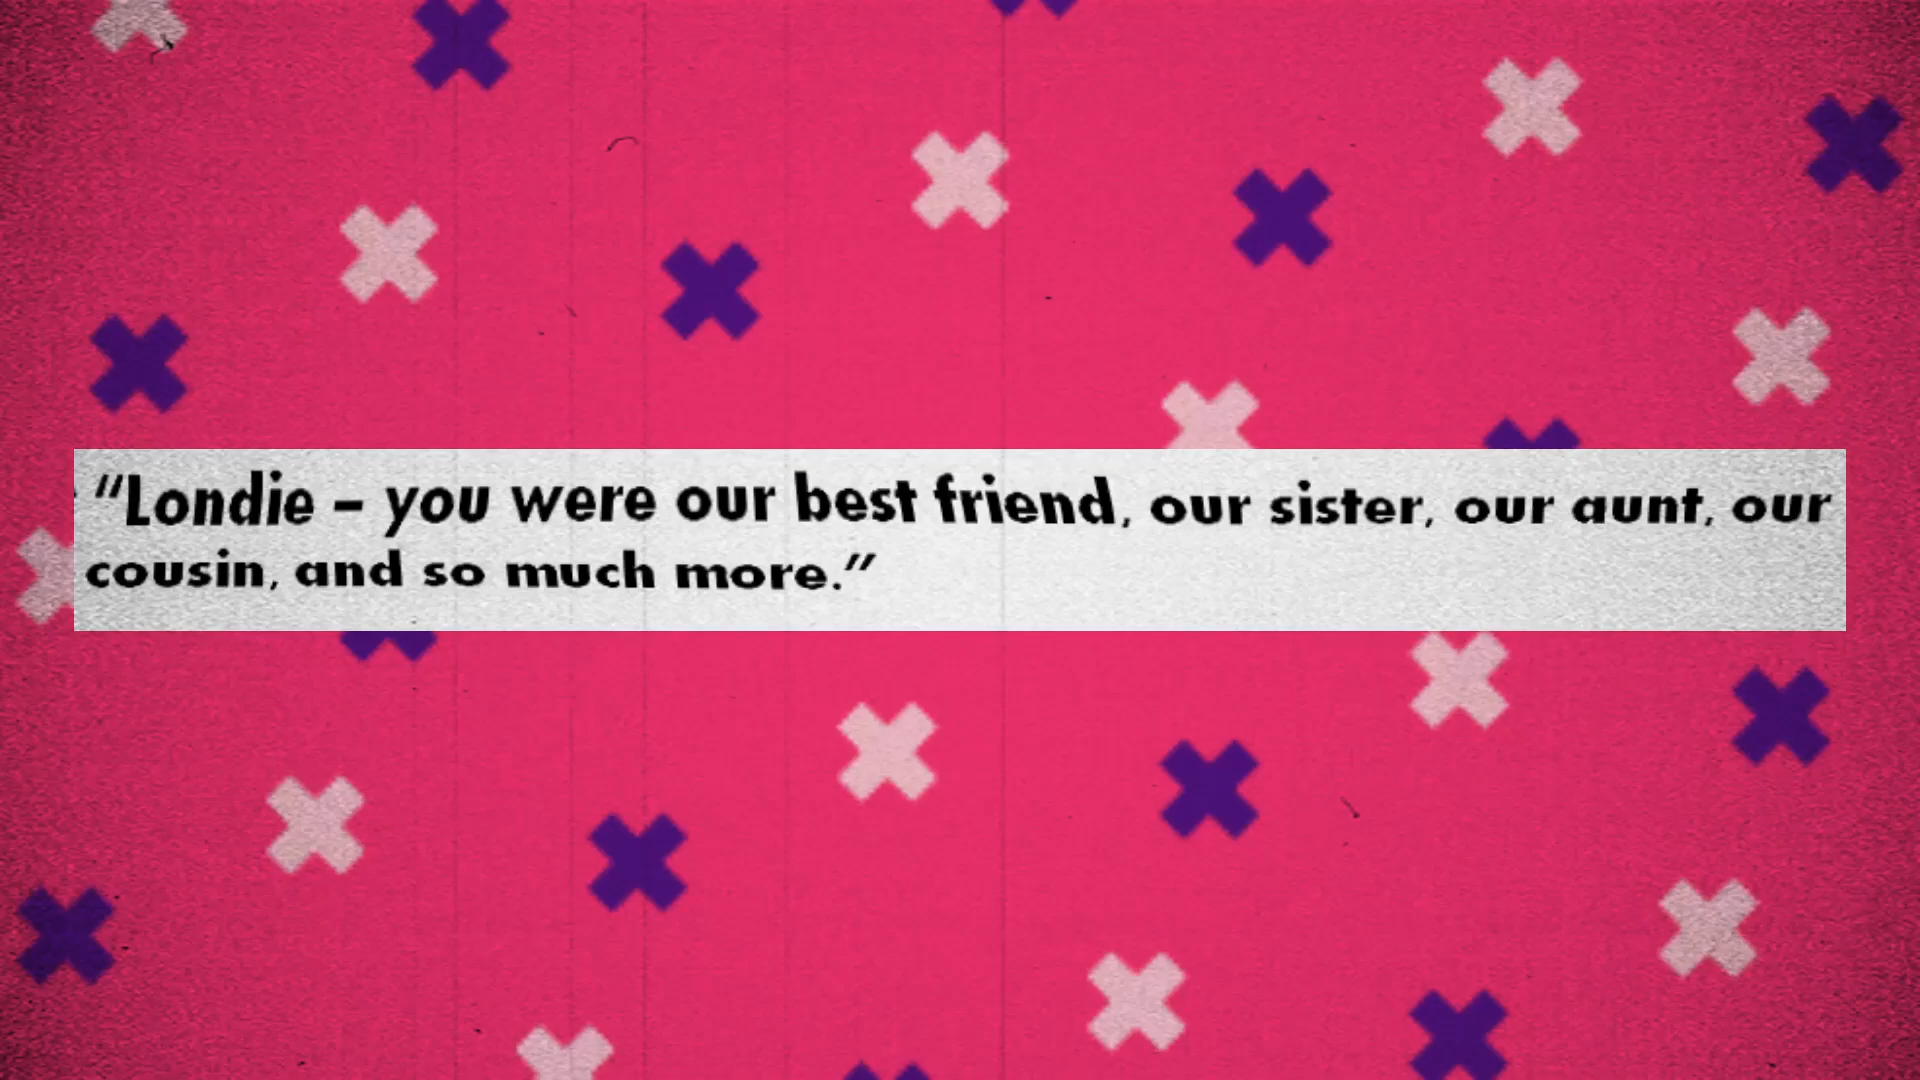 "Londie – you were our best friend, our sister, our aunt, our
cousin, and so much more."